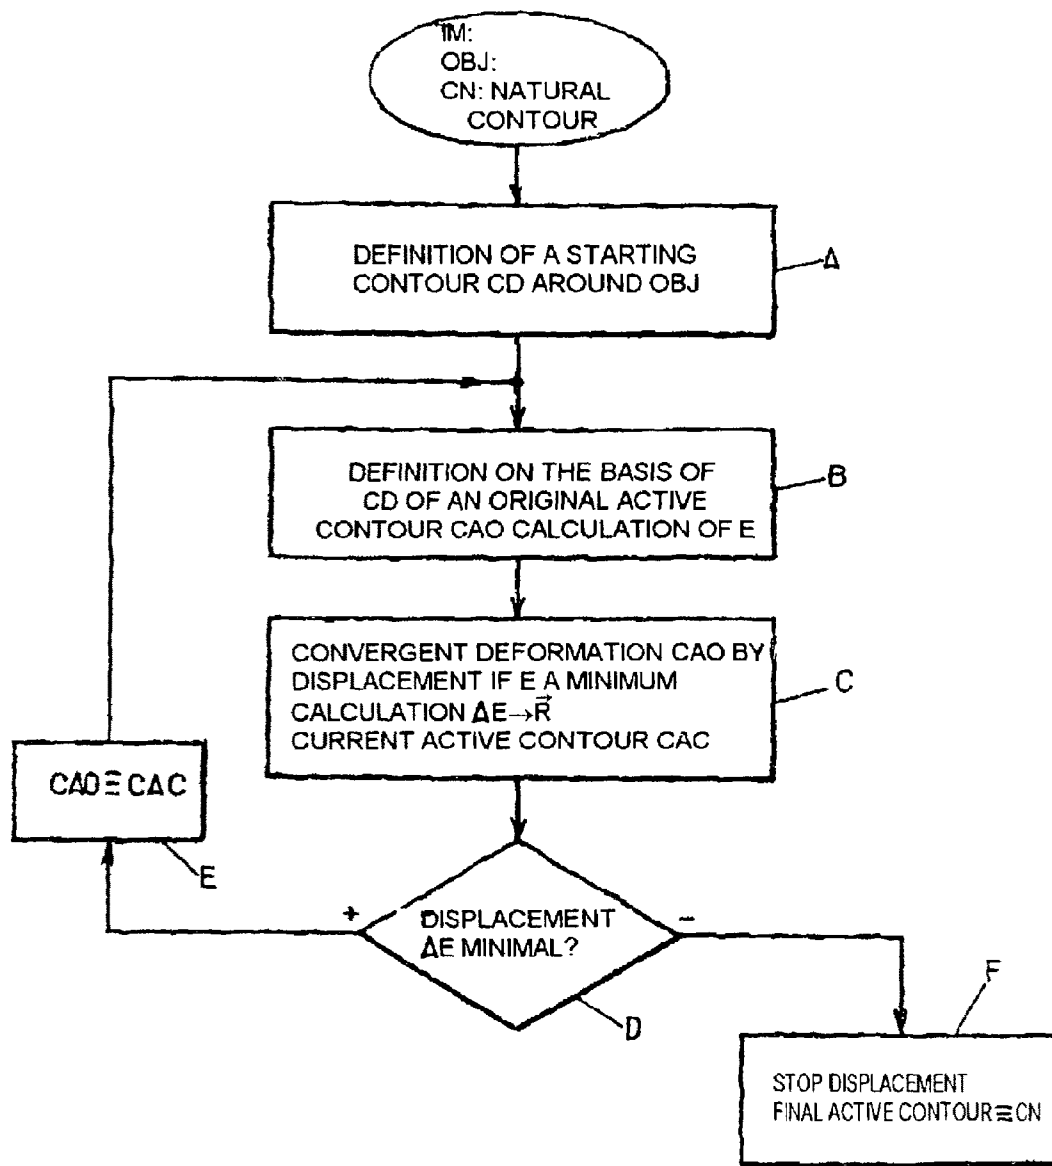 IM:
OBJ:
CN: NATURAL
CONTOUR
DEFINITION OF A STARTING
CONTOUR CD AROUND OBJ
A
DEFINITION ON THE BASIS OF
CD OF AN ORIGINAL ACTIVE
CONTOUR CAO CALCULATION OF E
B
CONVERGENT DEFORMATION CAO BY
DISPLACEMENT IF E A MINIMUM
CALCULATION ΔE→R⃗
CURRENT ACTIVE CONTOUR CAC
C
CAO≡CAC
E
+
DISPLACEMENT
ΔE MINIMAL?
-
D
F
STOP DISPLACEMENT
FINAL ACTIVE CONTOUR≡CN